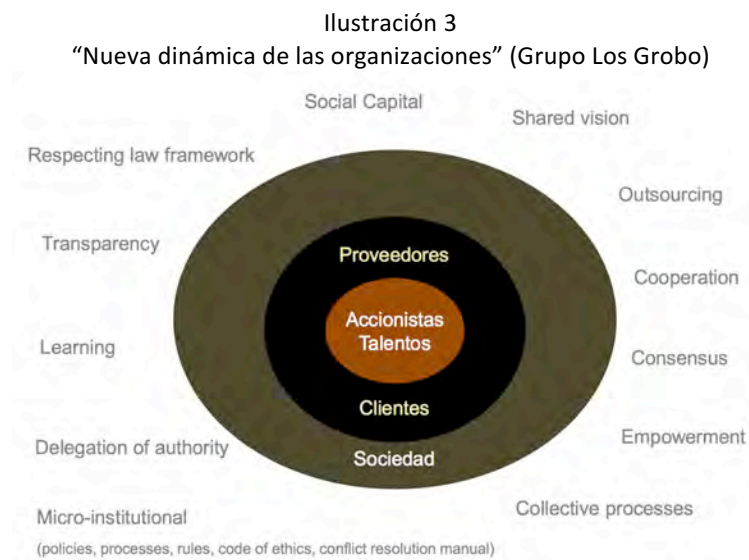 Ilustración 3
“Nueva dinámica de las organizaciones” (Grupo Los Grobo)
Social Capital
Shared vision
Respecting law framework
Outsourcing
Transparency
Proveedores
Cooperation
Accionistas
Talentos
Learning
Consensus
Clientes
Empowerment
Delegation of authority
Sociedad
Collective processes
Micro-institutional
(policies, processes, rules, code of ethics, conflict resolution manual)